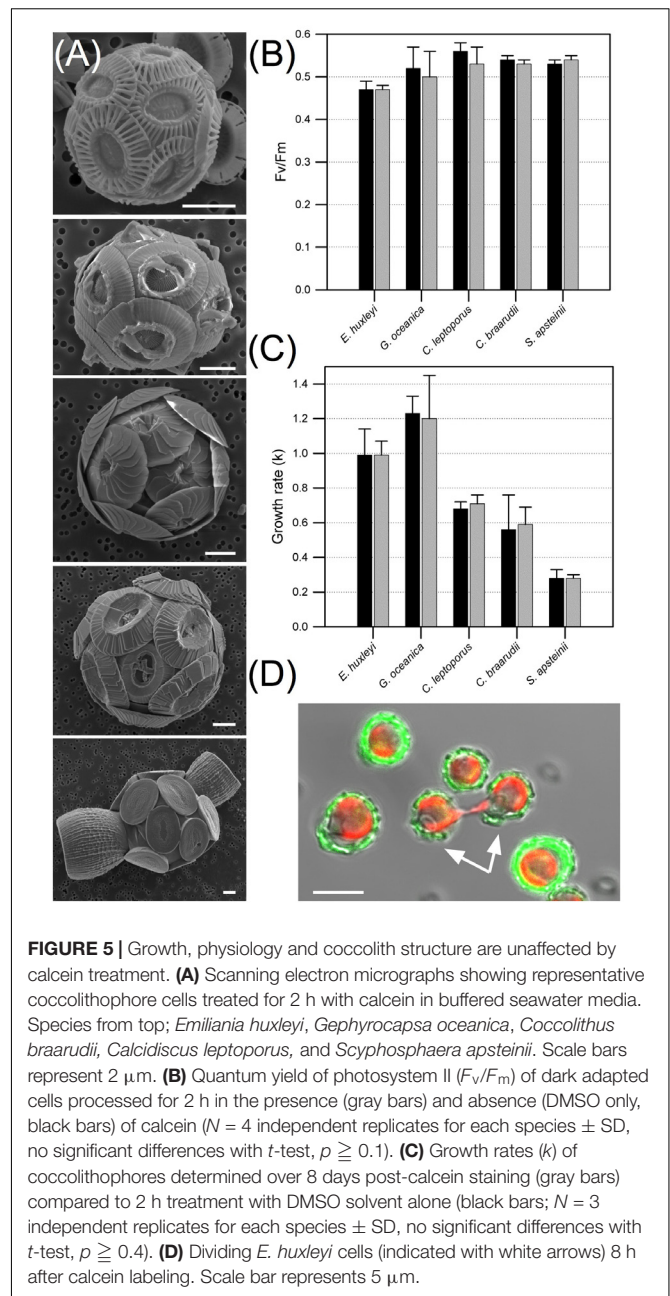 (A)
(B)
0.6
0.5
0.4
0.3
0.2
0.1
0.0
Fv/Fm
E. huxleyi
G. oceanica
C. leptoporus
C. braarudii
S. apsteinii
(C)
1.4
1.2
1.0
0.8
0.6
0.4
0.2
0.0
Growth rate (k)
E. huxleyi
G. oceanica
C. leptoporus
C. braarudii
S. apsteinii
(D)
FIGURE 5 | Growth, physiology and coccolith structure are unaffected by
calcein treatment. (A) Scanning electron micrographs showing representative
coccolithophore cells treated for 2 h with calcein in buffered seawater media.
Species from top; Emiliania huxleyi, Gephyrocapsa oceanica, Coccolithus
braarudii, Calcidiscus leptoporus, and Scyphosphaera apsteinii. Scale bars
represent 2 μm. (B) Quantum yield of photosystem II (Fv/Fm) of dark adapted
cells processed for 2 h in the presence (gray bars) and absence (DMSO only,
black bars) of calcein (N = 4 independent replicates for each species ± SD,
no significant differences with t-test, p ≧ 0.1). (C) Growth rates (k) of
coccolithophores determined over 8 days post-calcein staining (gray bars)
compared to 2 h treatment with DMSO solvent alone (black bars; N = 3
independent replicates for each species ± SD, no significant differences with
t-test, p ≧ 0.4). (D) Dividing E. huxleyi cells (indicated with white arrows) 8 h
after calcein labeling. Scale bar represents 5 μm.